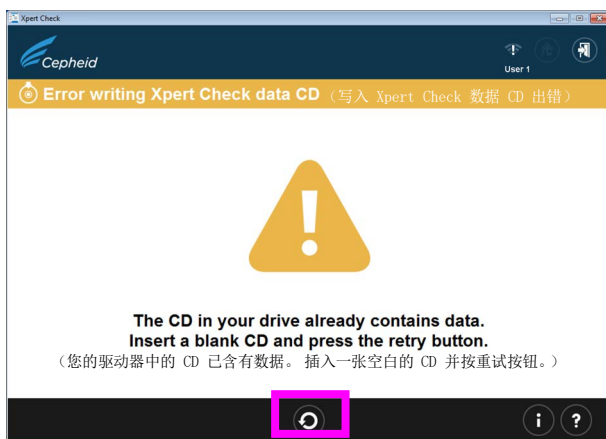 Xpert Check
Cepheid
User 1
Error writing Xpert Check data CD（写入 Xpert Check 数据 CD 出错）
The CD in your drive already contains data.
Insert a blank CD and press the retry button.
（您的驱动器中的 CD 已含有数据。 插入一张空白的 CD 并按重试按钮。）
i ?